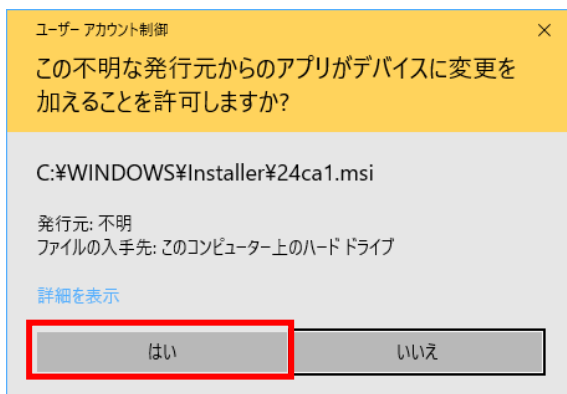 ユーザー アカウント制御
この不明な発行元からのアプリがデバイスに変更を
加えることを許可しますか?
C:¥WINDOWS¥Installer¥24ca1.msi
発行元: 不明
ファイルの入手先: このコンピューター上のハード ドライブ
詳細を表示
はい
いいえ